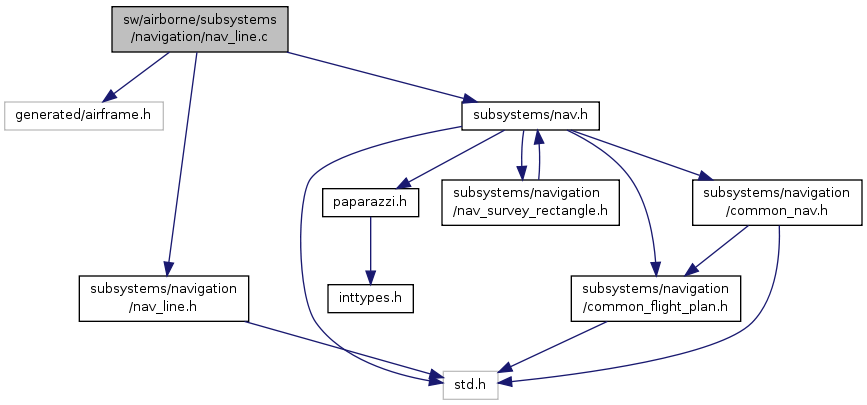 sw/airborne/subsystems
/navigation/nav_line.c
generated/airframe.h
subsystems/nav.h
paparazzi.h
subsystems/navigation
/nav_survey_rectangle.h
subsystems/navigation
/common_nav.h
subsystems/navigation
/nav_line.h
inttypes.h
subsystems/navigation
/common_flight_plan.h
std.h